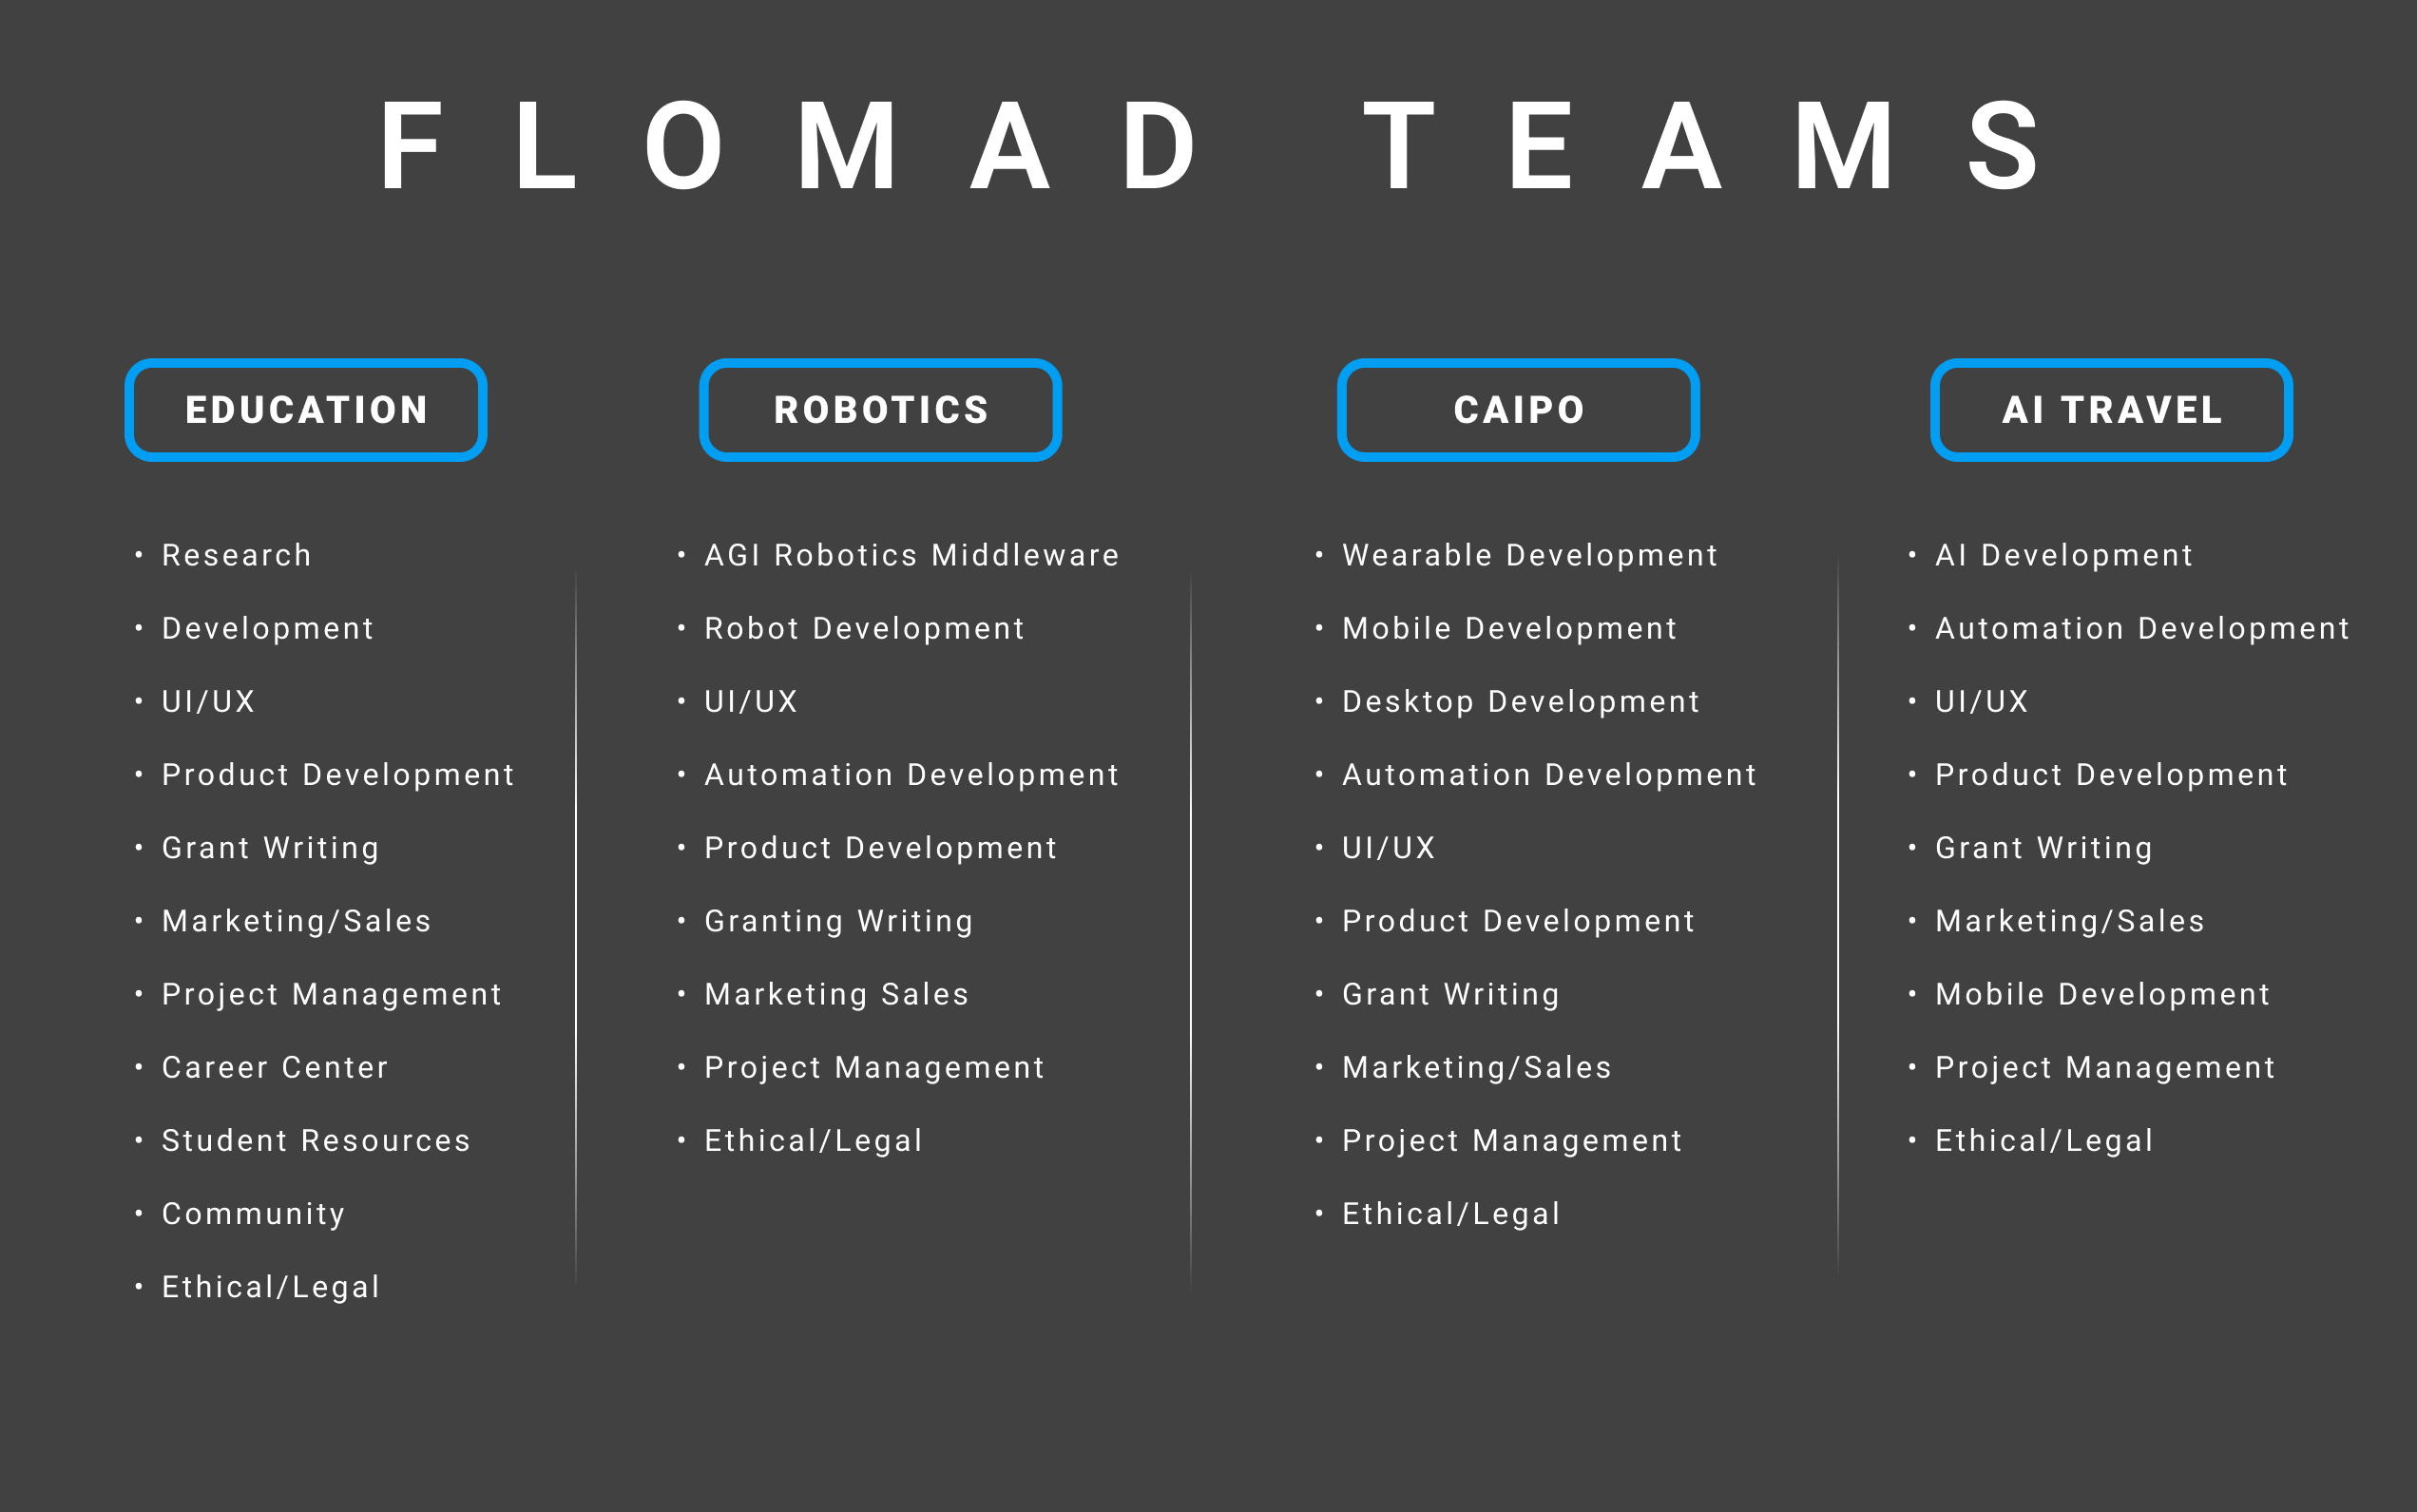 FLOMAD TEAMS
EDUCATION
• Research
• Development
• UI/UX
• Product Development
• Grant Writing
• Marketing/Sales
• Project Management
• Career Center
• Student Resources
• Community
• Ethical/Legal
ROBOTICS
• AGI Robotics Middleware
• Robot Development
• UI/UX
• Automation Development
• Product Development
• Granting Writing
• Marketing Sales
• Project Management
• Ethical/Legal
CAIPO
• Wearable Development
• Mobile Development
• Desktop Development
• Automation Development
• UI/UX
• Product Development
• Grant Writing
• Marketing/Sales
• Project Management
• Ethical/Legal
AI TRAVEL
• AI Development
• Automation Development
• UI/UX
• Product Development
• Grant Writing
• Marketing/Sales
• Mobile Development
• Project Management
• Ethical/Legal